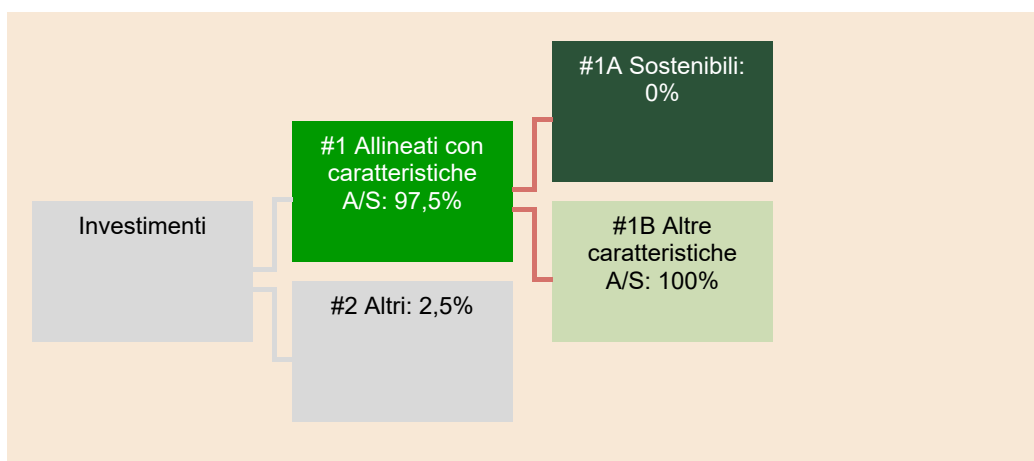 Investimenti
#1 Allineati con
caratteristiche
A/S: 97,5%
#2 Altri: 2,5%
#1A Sostenibili:
0%
#1B Altre
caratteristiche
A/S: 100%